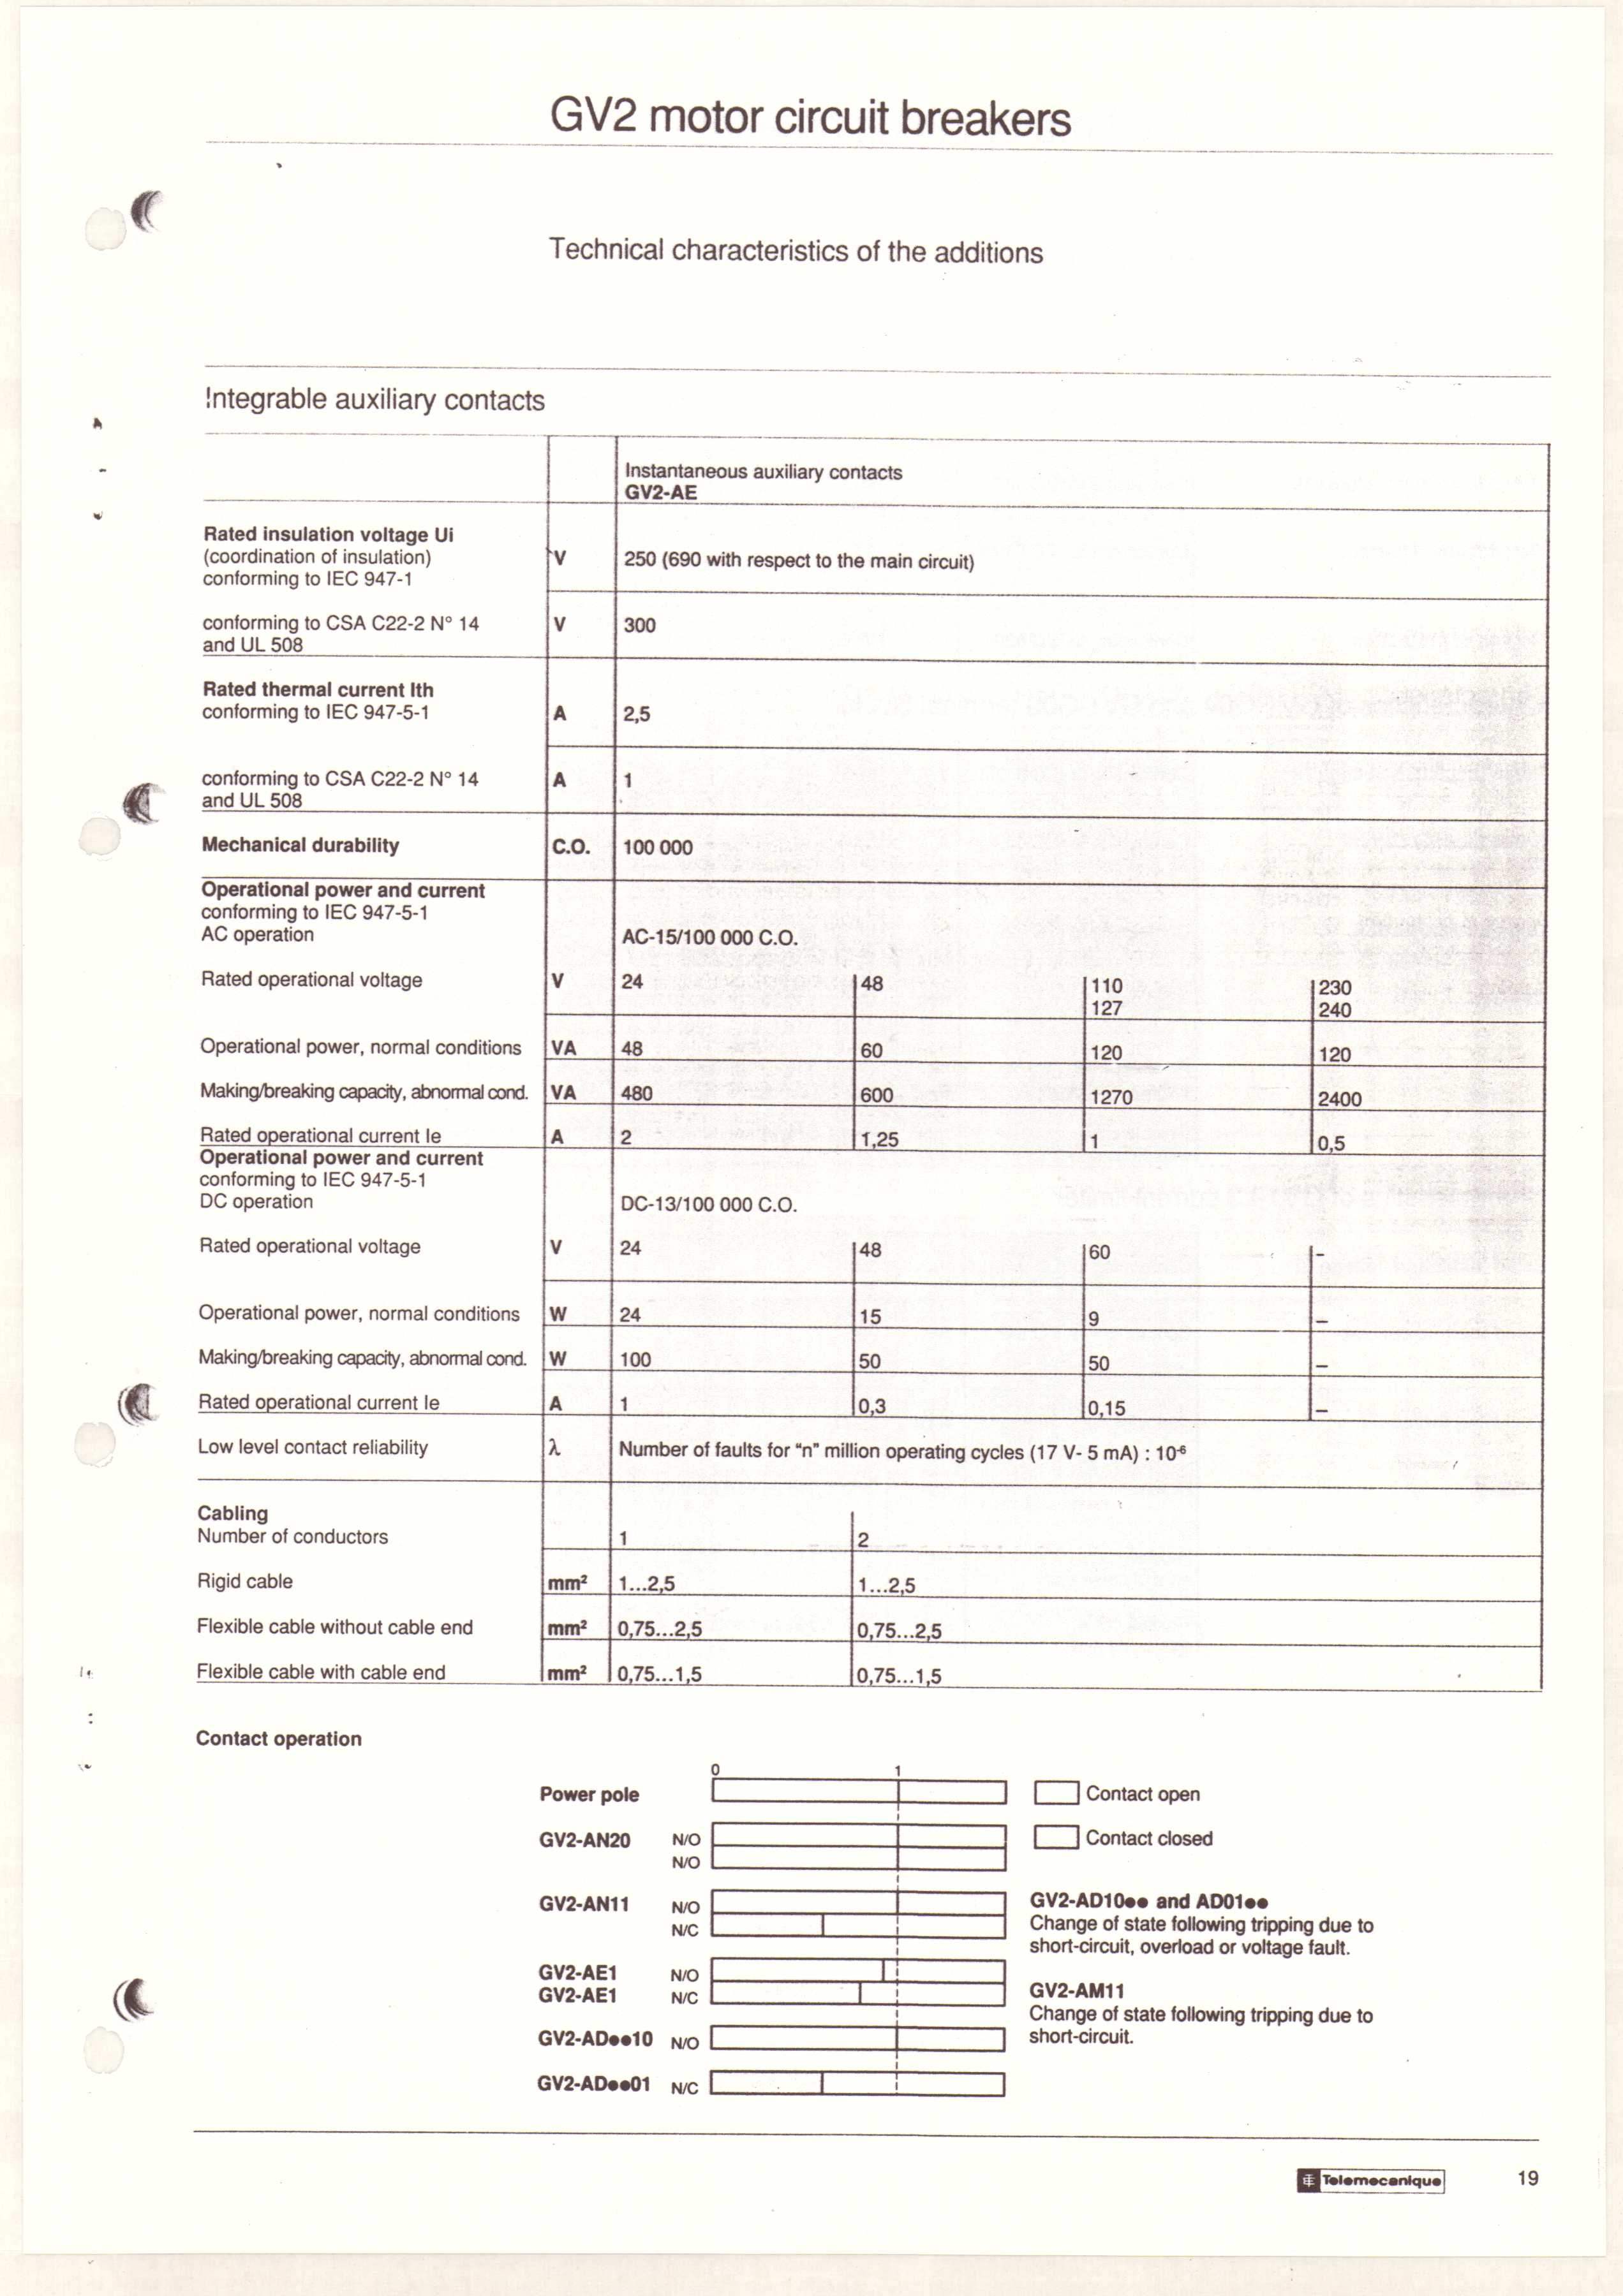 GV2 motor circuit breakers
Technical characteristics of the additions
Integrable auxiliary contacts
Instantaneous auxiliary contacts
GV2-AE
Rated insulation voltage Ui
(coordination of insulation)
conforming to IEC 947-1
V 250 (690 with respect to the main circuit)
conforming to CSA C22-2 N° 14
and UL 508
V 300
Rated thermal current Ith
conforming to IEC 947-5-1
A 2,5
conforming to CSA C22-2 N° 14
and UL 508
A 1
Mechanical durability C.O. 100 000
Operational power and current
conforming to IEC 947-5-1
AC operation AC-15/100 000 C.O.
Rated operational voltage V 24 48 110 230
127 240
Operational power, normal conditions VA 48 60 120 120
Making/breaking capacity, abnormal cond. VA 480 600 1270 2400
Rated operational current Ie A 2 1,25 1 0,5
Operational power and current
conforming to IEC 947-5-1
DC operation DC-13/100 000 C.O.
Rated operational voltage V 24 48 60 –
Operational power, normal conditions W 24 15 9 –
Making/breaking capacity, abnormal cond. W 100 50 50 –
Rated operational current Ie A 1 0,3 0,15 –
Low level contact reliability λ Number of faults for “n” million operating cycles (17 V- 5 mA) : 10⁻⁶
Cabling
Number of conductors 1 2
Rigid cable mm² 1...2,5 1...2,5
Flexible cable without cable end mm² 0,75...2,5 0,75...2,5
Flexible cable with cable end mm² 0,75...1,5 0,75...1,5
Contact operation
0 1
Power pole
Contact open
GV2-AN20 N/O
N/O
Contact closed
GV2-AN11 N/O
N/C
GV2-AD10●● and AD01●●
Change of state following tripping due to
short-circuit, overload or voltage fault.
GV2-AE1 N/O
GV2-AE1 N/C
GV2-AM11
Change of state following tripping due to
short-circuit.
GV2-AD●●10 N/O
GV2-AD●●01 N/C
Telemecanique
19